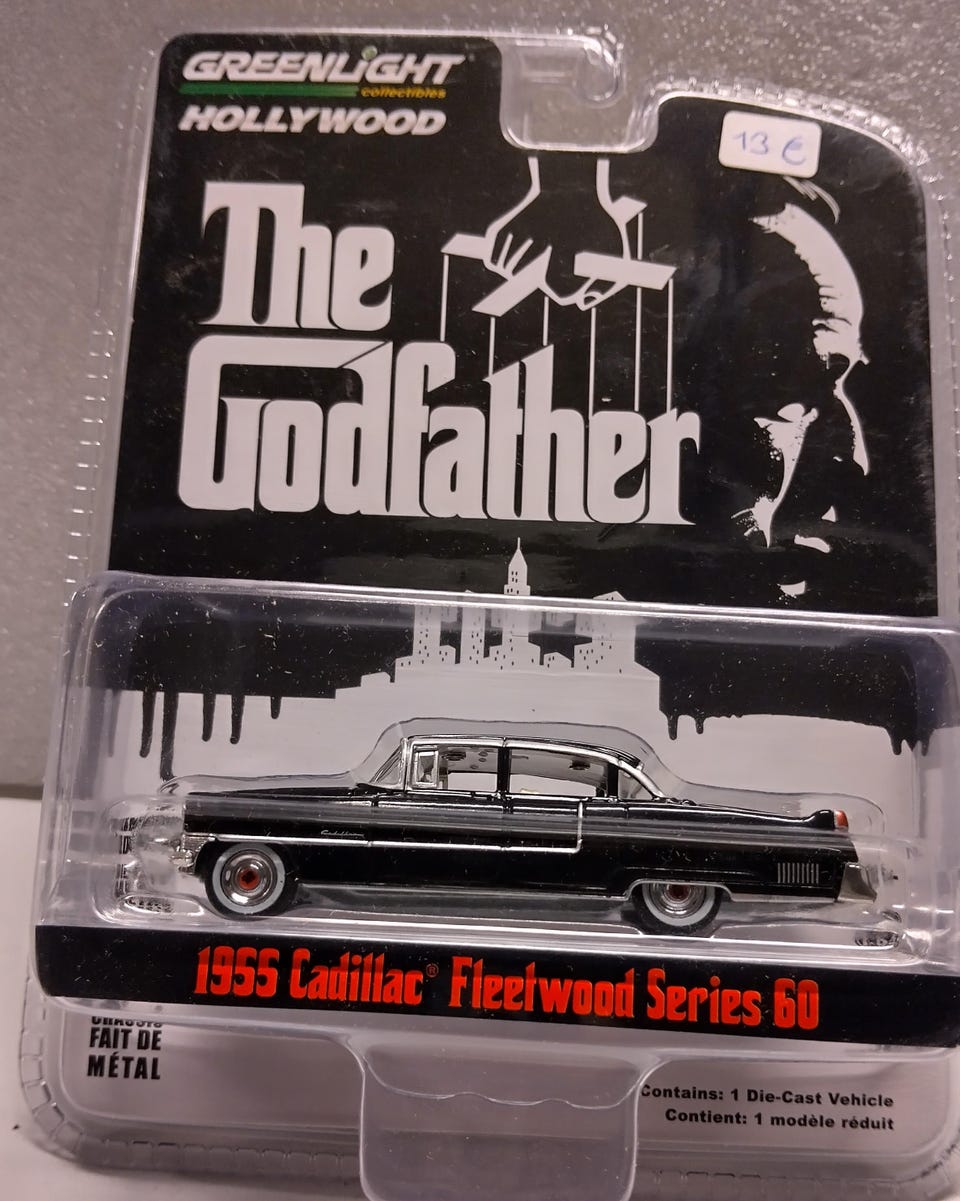 GREENLiGHT
collectibles
HOLLYWOOD
13 €
The
Godfather
Cadillac
1955 Cadillac® Fleetwood Series 60
CHASSIS
FAIT DE
MÉTAL
Contains: 1 Die-Cast Vehicle
Contient: 1 modèle réduit